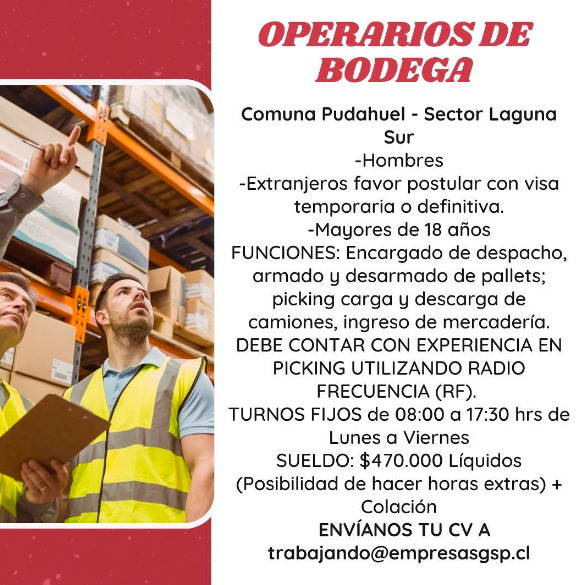 OPERARIOS DE
BODEGA
Comuna Pudahuel - Sector Laguna
Sur
-Hombres
-Extranjeros favor postular con visa
temporaria o definitiva.
-Mayores de 18 años
FUNCIONES: Encargado de despacho,
armado y desarmado de pallets;
picking carga y descarga de
camiones, ingreso de mercadería.
DEBE CONTAR CON EXPERIENCIA EN
PICKING UTILIZANDO RADIO
FRECUENCIA (RF).
TURNOS FIJOS de 08:00 a 17:30 hrs de
Lunes a Viernes
SUELDO: $470.000 Líquidos
(Posibilidad de hacer horas extras) +
Colación
ENVÍANOS TU CV A
trabajando@empresasgsp.cl